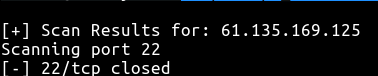 [+] Scan Results for: 61.135.169.125
Scanning port 22
[-] 22/tcp closed